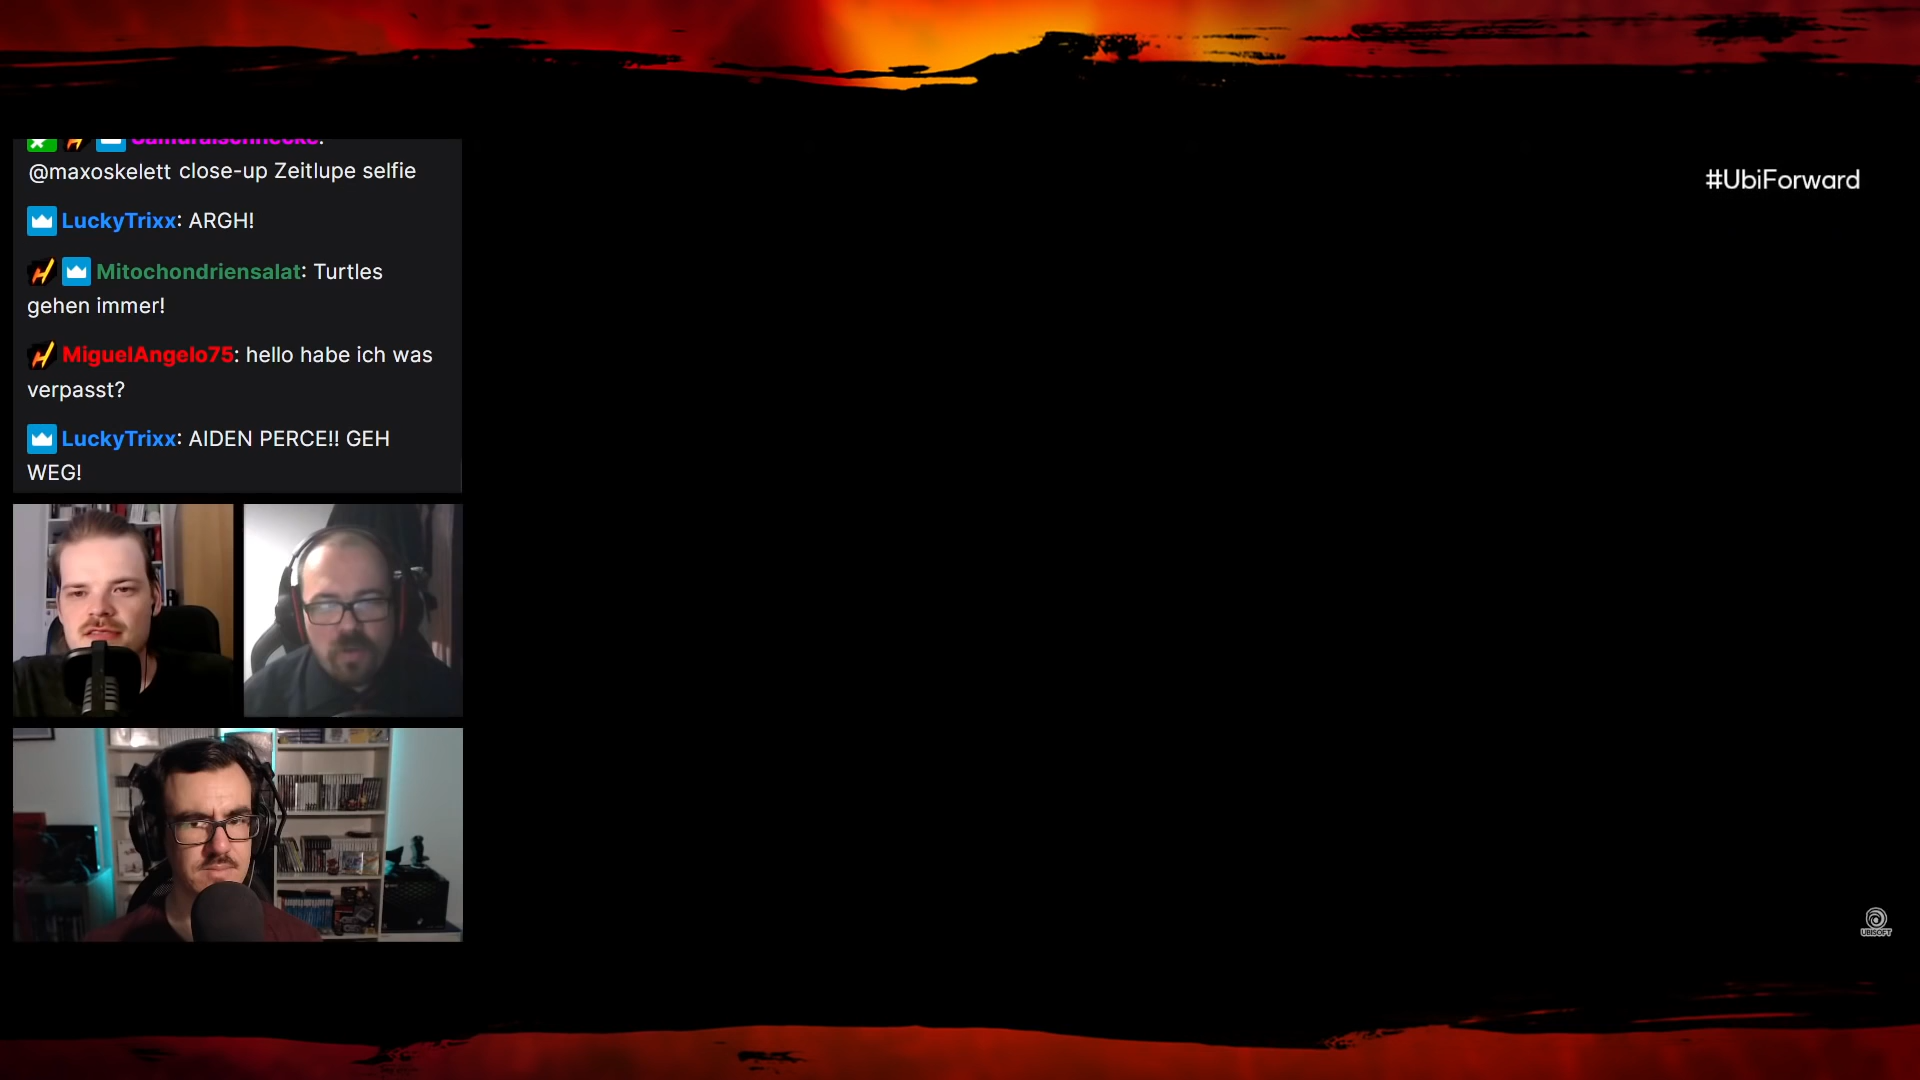 @maxoskelett close-up Zeitlupe selfie
LuckyTrixx: ARGH!
Mitochondriensalat: Turtles
gehen immer!
MiguelAngelo75: hello habe ich was
verpasst?
LuckyTrixx: AIDEN PERCE!! GEH
WEG!
#UbiForward
UBISOFT